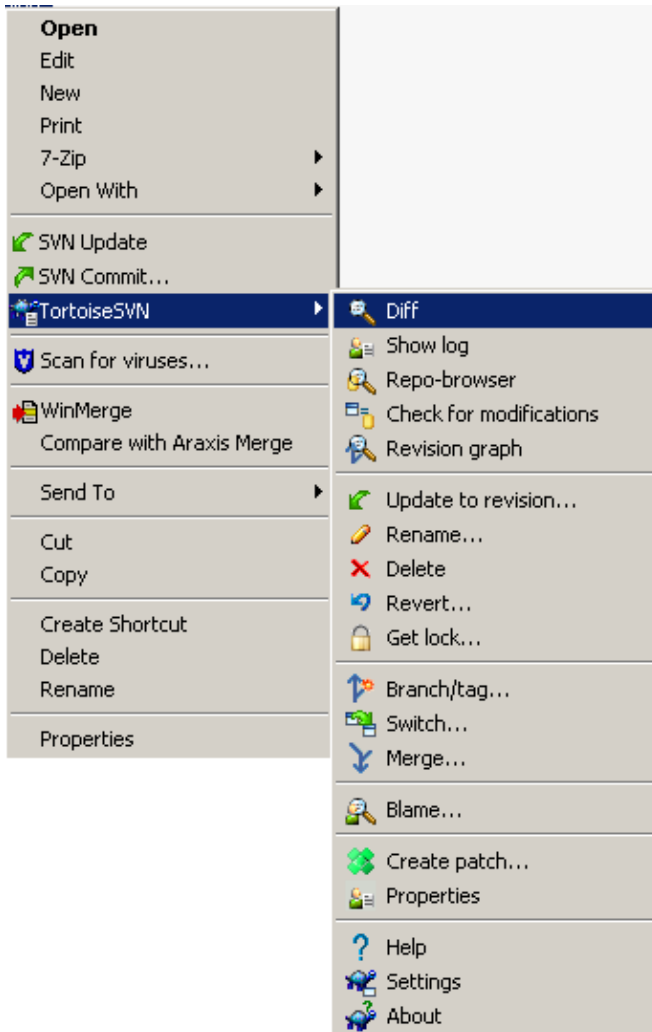 Open
Edit
New
Print
7-Zip
Open With
SVN Update
SVN Commit...
TortoiseSVN
Scan for viruses...
WinMerge
Compare with Araxis Merge
Send To
Cut
Copy
Create Shortcut
Delete
Rename
Properties
Diff
Show log
Repo-browser
Check for modifications
Revision graph
Update to revision...
Rename...
Delete
Revert...
Get lock...
Branch/tag...
Switch...
Merge...
Blame...
Create patch...
Properties
Help
Settings
About